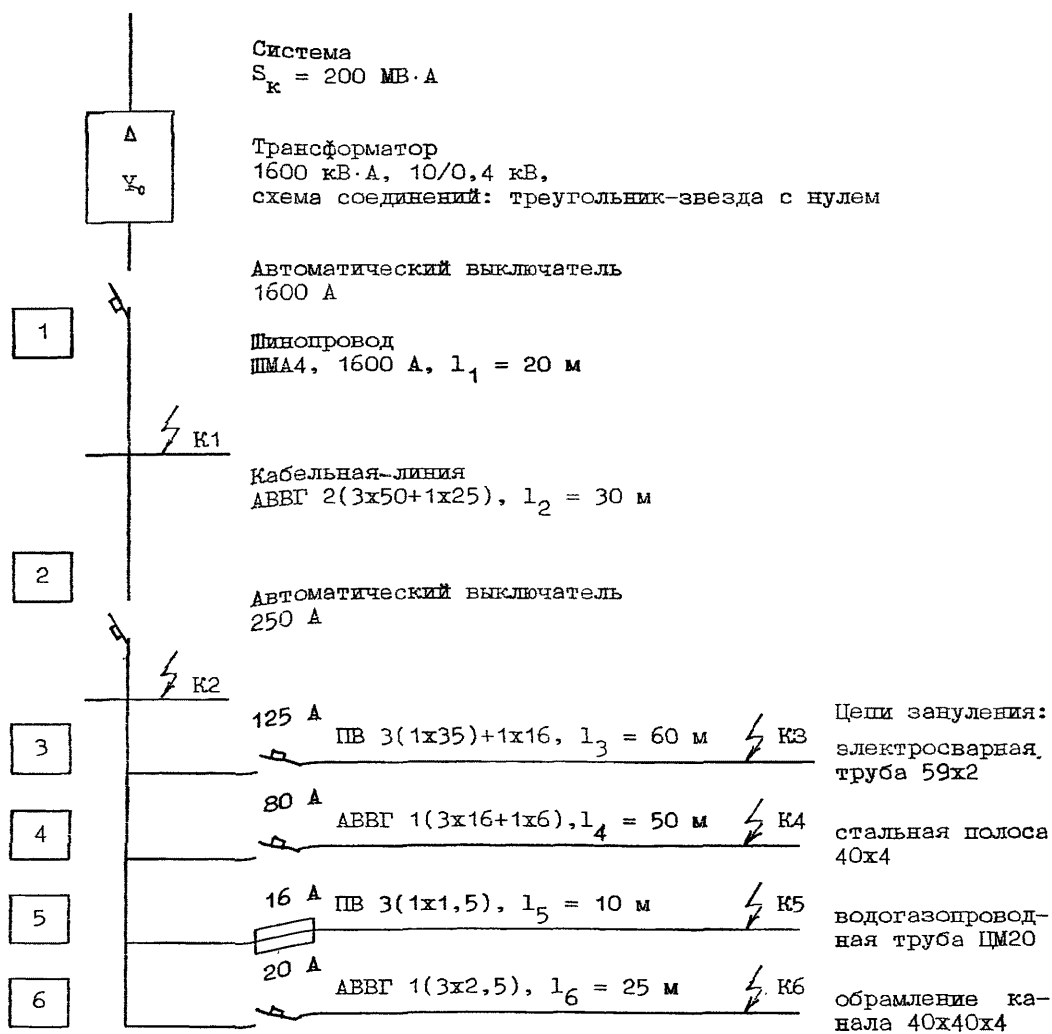 Система
Sк = 200 МВ·А
Δ
Y₀
Трансформатор
1600 кВ·А, 10/0,4 кВ,
схема соединений: треугольник-звезда с нулем
Автоматический выключатель
1600 А
1
Шинопровод
ШМА4, 1600 А, l₁ = 20 м
К1
Кабельная-линия
АВВГ 2(3х50+1х25), l₂ = 30 м
2
Автоматический выключатель
250 А
К2
Цепи зануления:
3
125 А
ПВ 3(1х35)+1х16, l₃ = 60 м
К3
электросварная
труба 59х2
4
80 А
АВВГ 1(3х16+1х6), l₄ = 50 м
К4
стальная полоса
40х4
5
16 А
ПВ 3(1х1,5), l₅ = 10 м
К5
водогазопровод-
ная труба ЦМ20
6
20 А
АВВГ 1(3х2,5), l₆ = 25 м
К6
обрамление ка-
нала 40х40х4